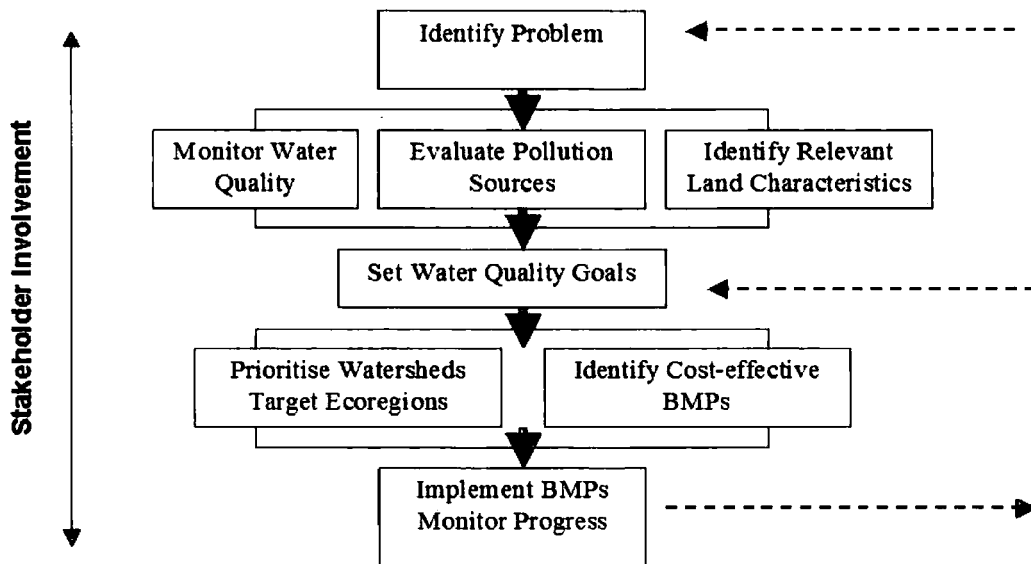 Stakeholder Involvement
Identify Problem
Monitor Water
Quality
Evaluate Pollution
Sources
Identify Relevant
Land Characteristics
Set Water Quality Goals
Prioritise Watersheds
Target Ecoregions
Identify Cost-effective
BMPs
Implement BMPs
Monitor Progress